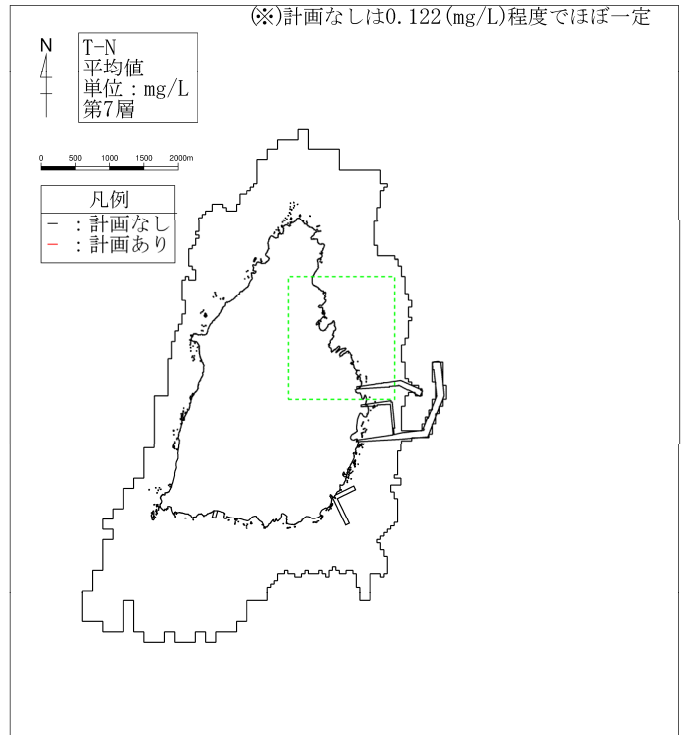 (※)計画なしは0.122(mg/L)程度でほぼ一定
N
T-N
平均値
単位：mg/L
第7層
0 500 1000 1500 2000m
凡例
− ：計画なし
− ：計画あり